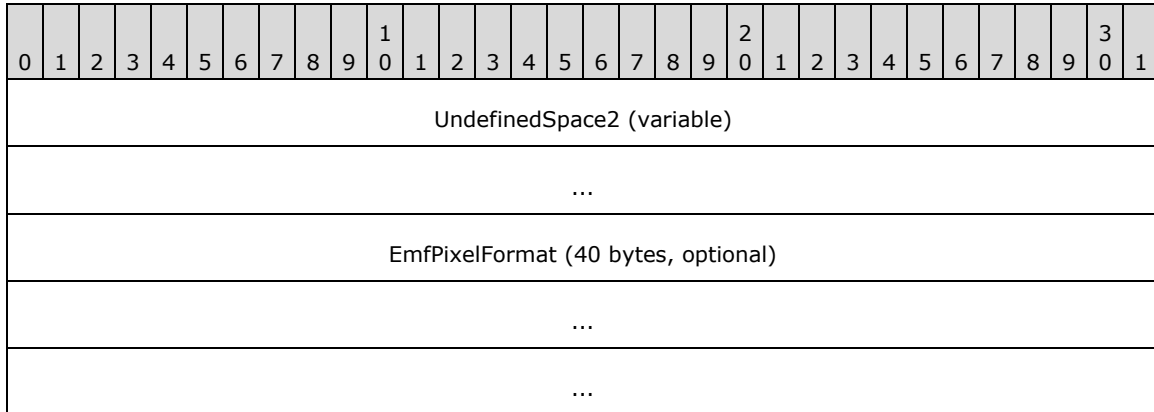 1 2 3
0 1 2 3 4 5 6 7 8 9 0 1 2 3 4 5 6 7 8 9 0 1 2 3 4 5 6 7 8 9 0 1
UndefinedSpace2 (variable)
...
EmfPixelFormat (40 bytes, optional)
...
...